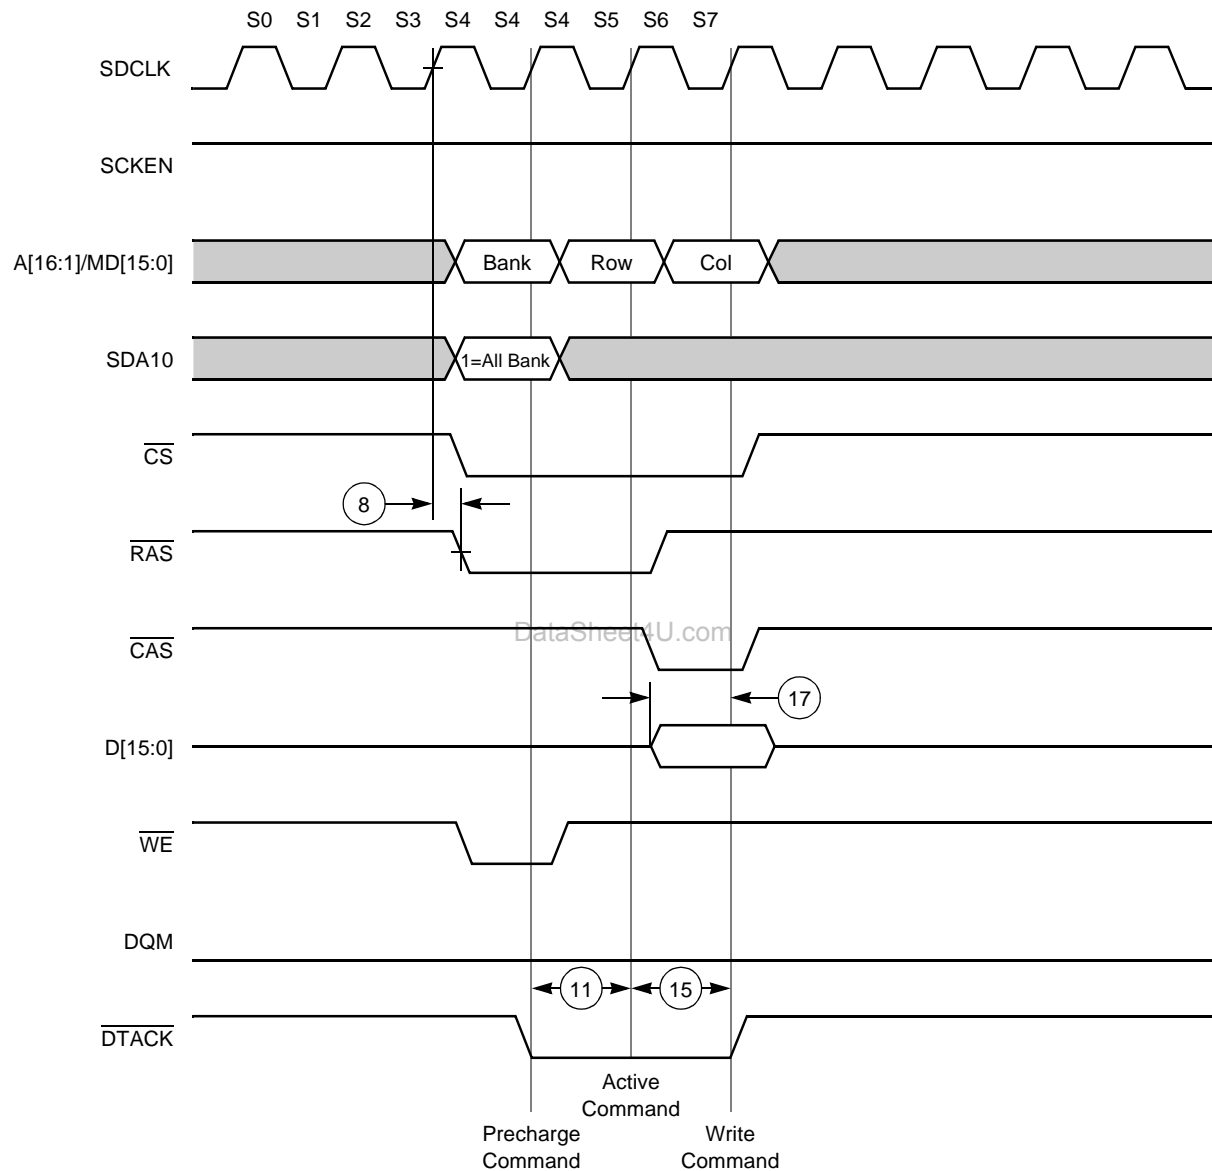 S0 S1 S2 S3 S4 S4 S4 S5 S6 S7
SDCLK
SCKEN
A[16:1]/MD[15:0] Bank Row Col
SDA10 1=All Bank
CS
8
RAS
DataSheet4U.com
CAS
17
D[15:0]
WE
DQM
11 15
DTACK
Active
Command
Precharge Write
Command Command